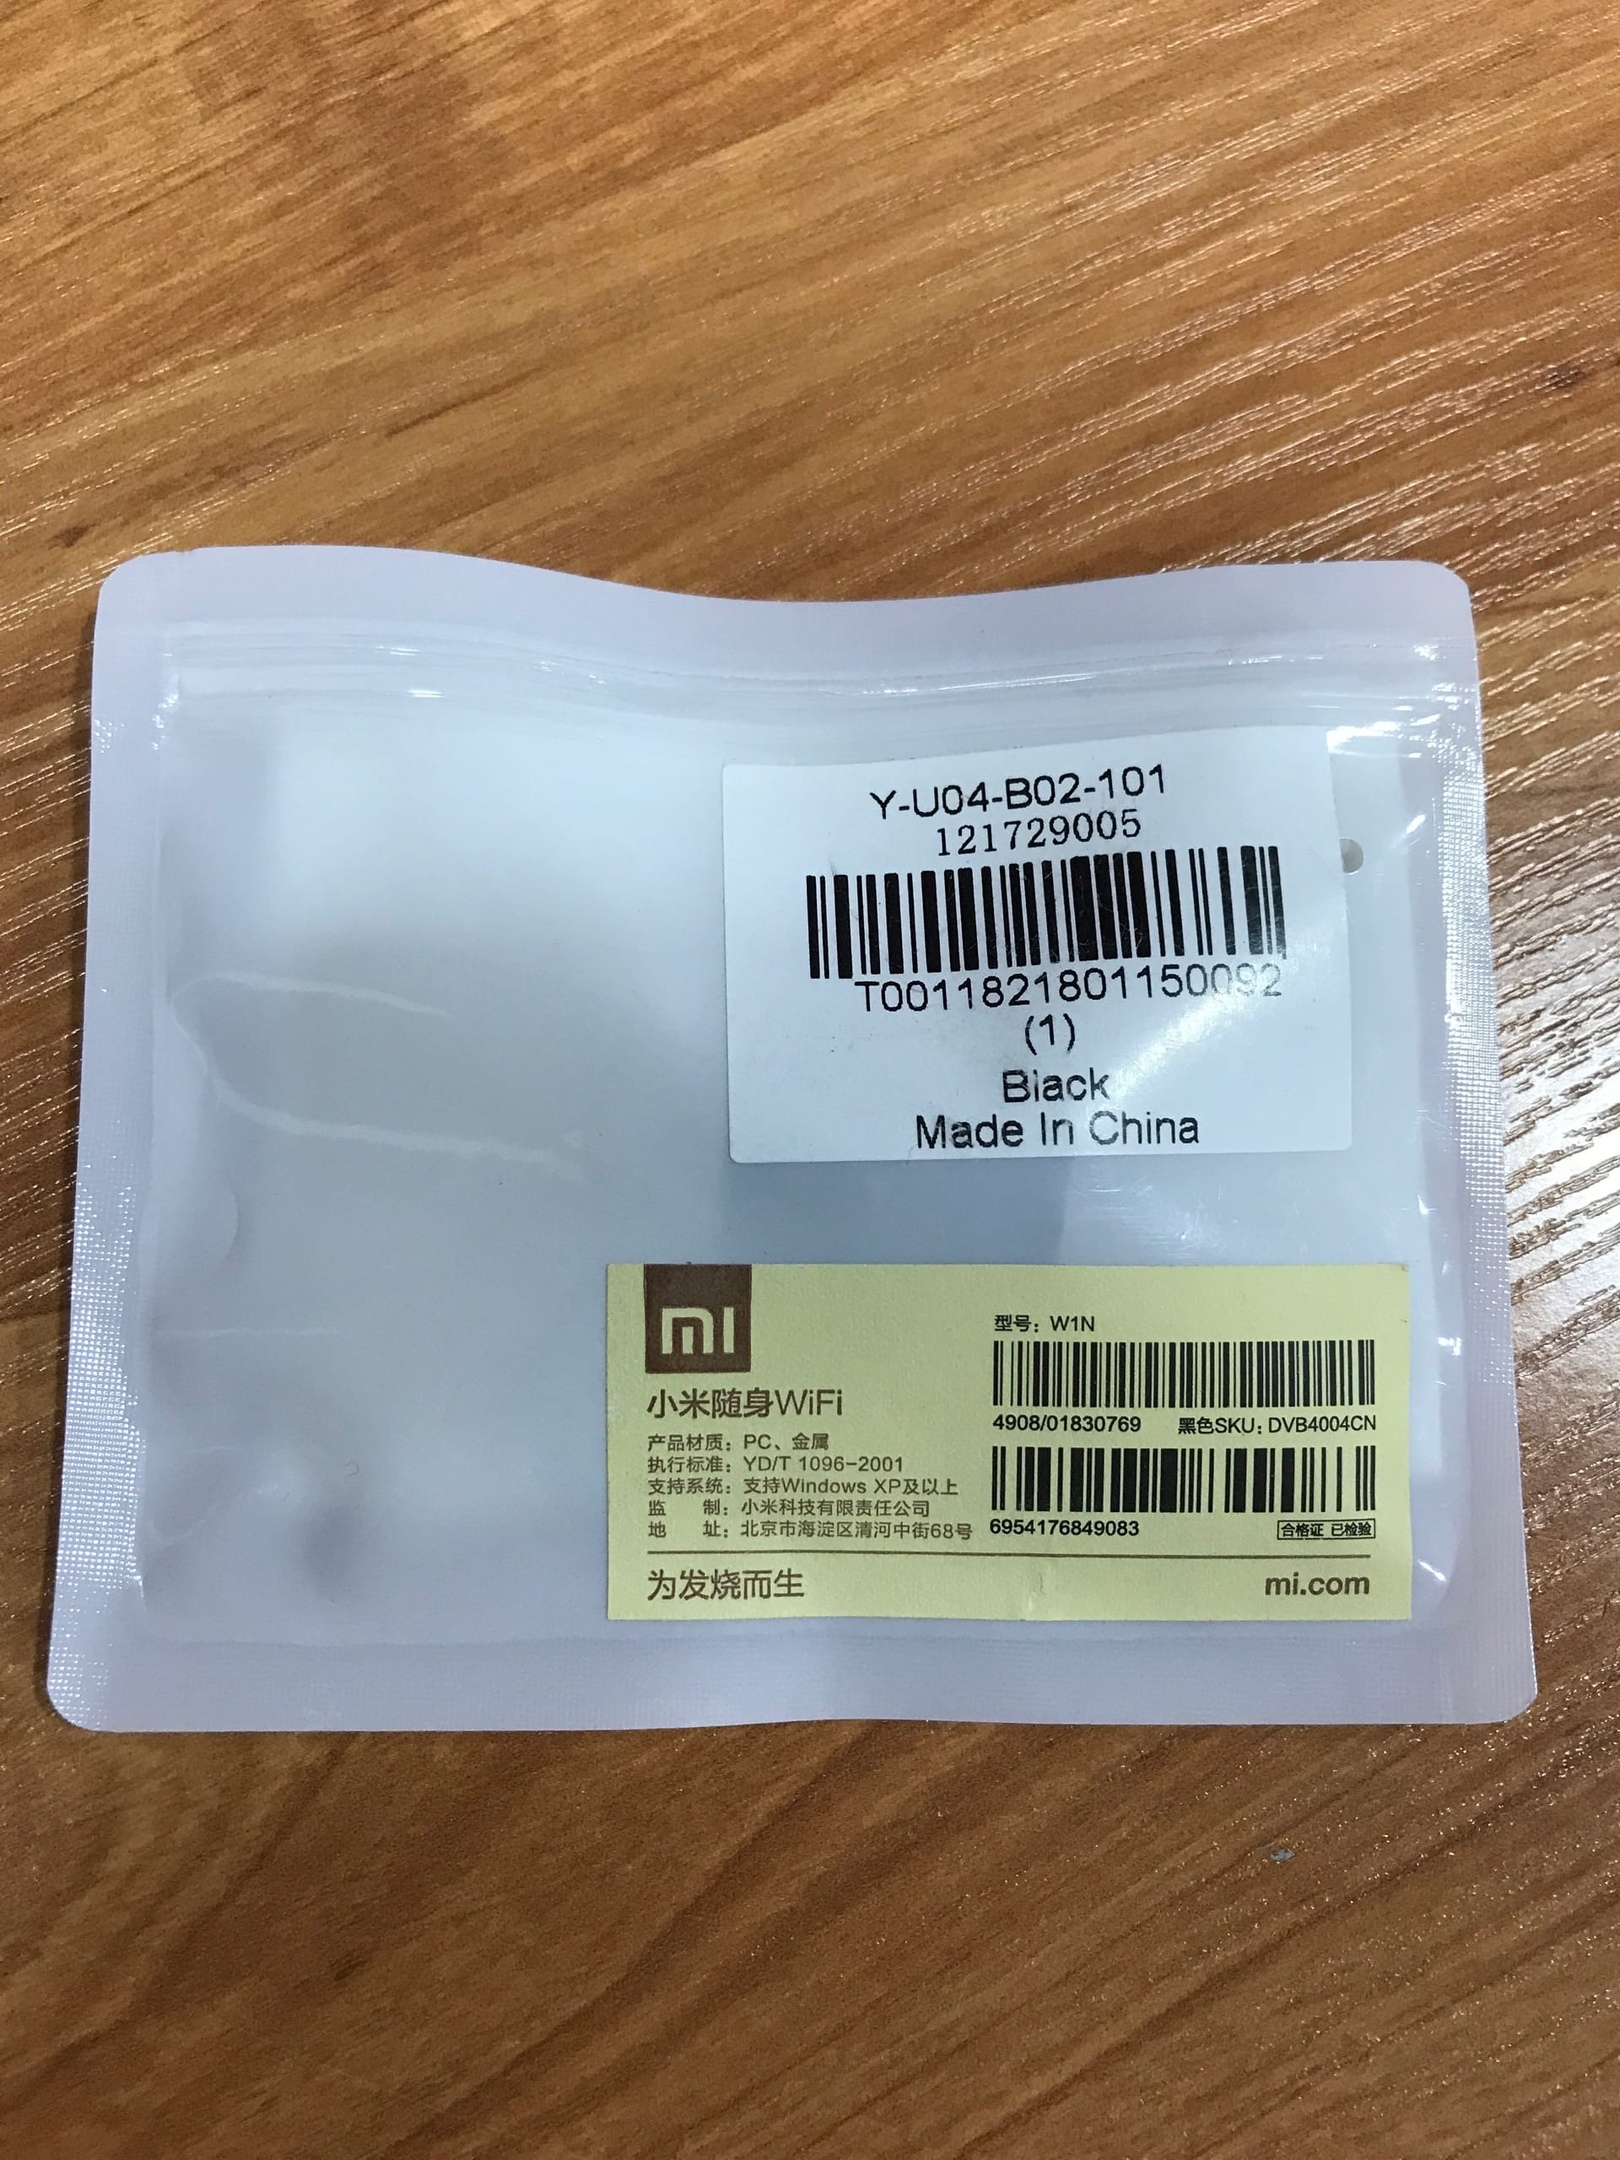 Y-U04-B02-101
121729005
T0011821801150092
(1)
Black
Made In China
mi
小米随身WiFi
产品材质：PC、金属
执行标准：YD/T 1096-2001
支持系统：支持Windows XP及以上
监 制：小米科技有限责任公司
地 址：北京市海淀区清河中街68号
型号：W1N
4908/01830769 黑色SKU：DVB4004CN
6954176849083 合格证 已检验
为发烧而生 mi.com